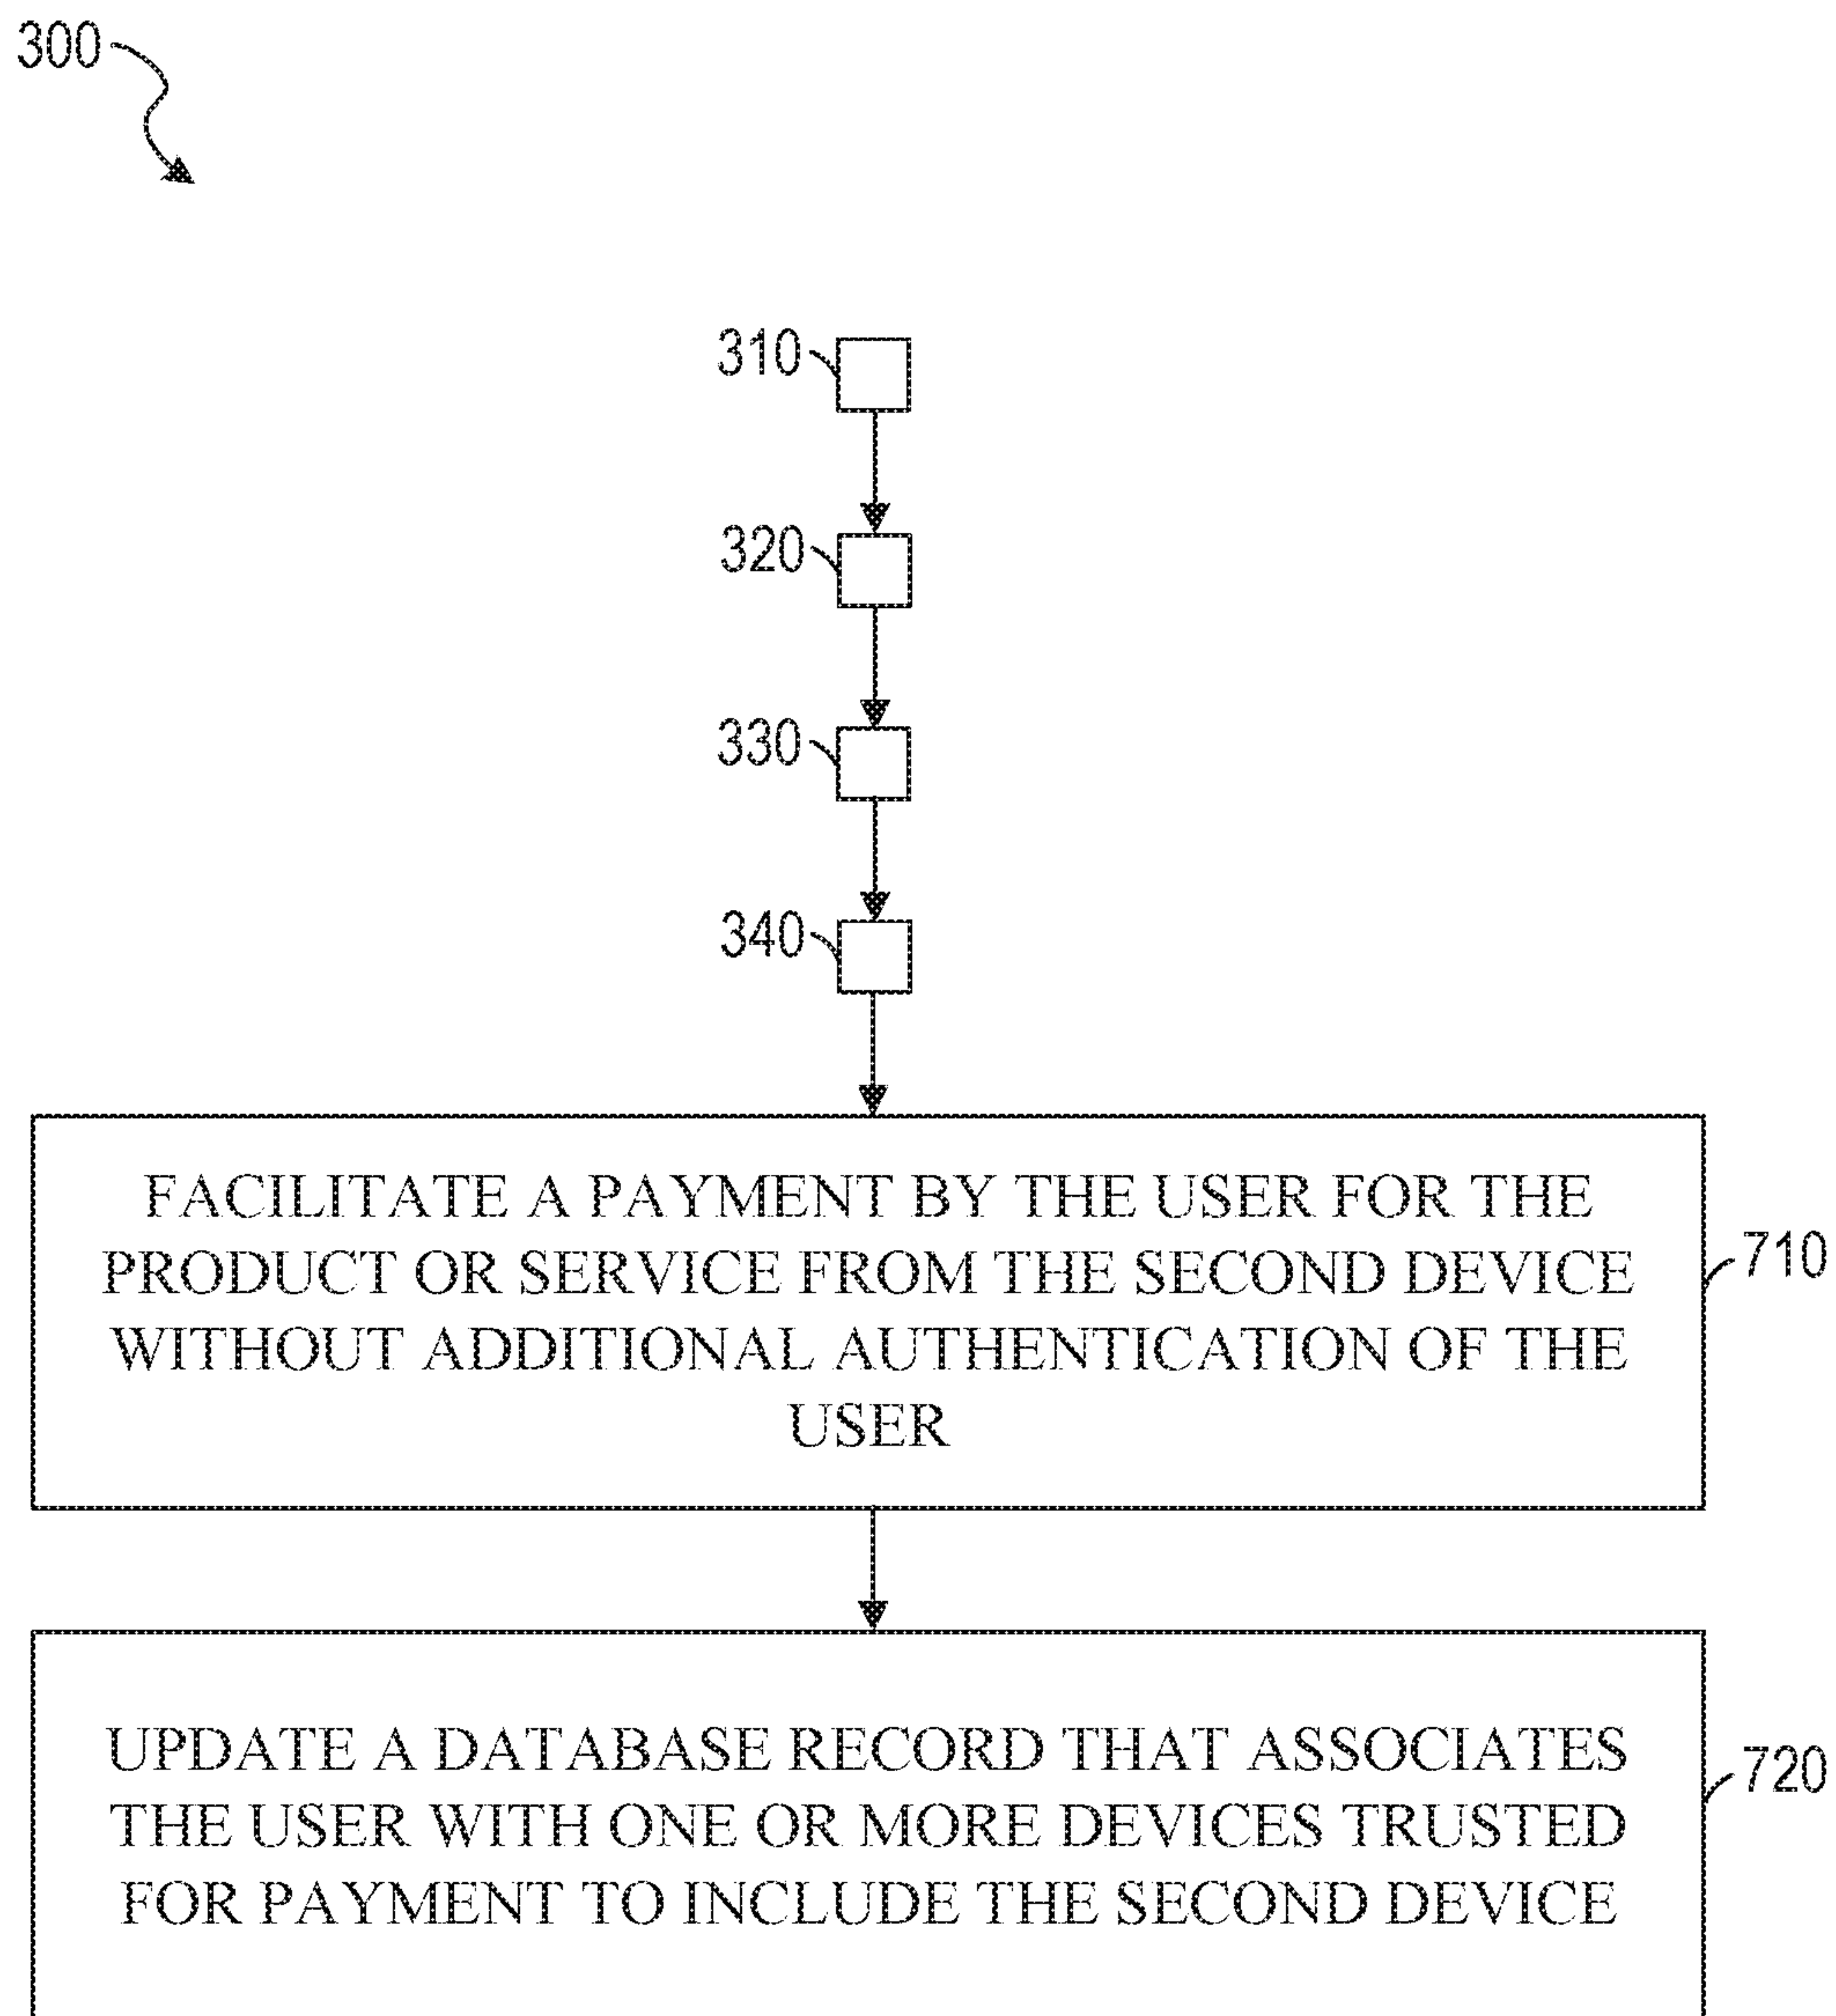 300
310
320
330
340
FACILITATE A PAYMENT BY THE USER FOR THE
PRODUCT OR SERVICE FROM THE SECOND DEVICE
WITHOUT ADDITIONAL AUTHENTICATION OF THE
USER
710
UPDATE A DATABASE RECORD THAT ASSOCIATES
THE USER WITH ONE OR MORE DEVICES TRUSTED
FOR PAYMENT TO INCLUDE THE SECOND DEVICE
720